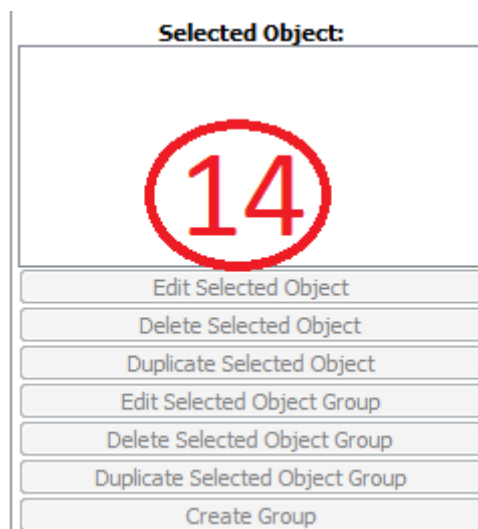 Selected Object:
14
Edit Selected Object
Delete Selected Object
Duplicate Selected Object
Edit Selected Object Group
Delete Selected Object Group
Duplicate Selected Object Group
Create Group